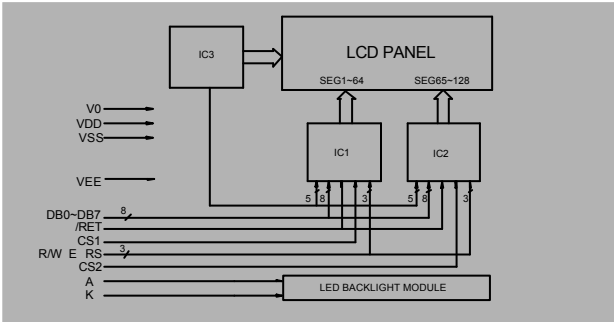 IC3
LCD PANEL
SEG1~64 SEG65~128
V0
VDD
VSS
IC1 IC2
VEE
5 8 3 5 8 3
DB0~DB7 8
/RET
CS1
R/W E RS 3
CS2
A
K
LED BACKLIGHT MODULE